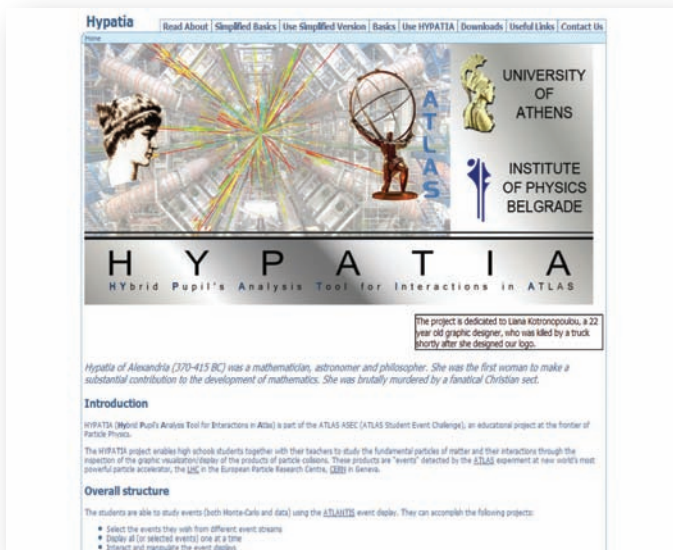 Hypatia
Read About | Simplified Basics | Use Simplified Version | Basics | Use HYPATIA | Downloads | Useful Links | Contact Us
Home
ATLAS
UNIVERSITY
OF
ATHENS
INSTITUTE
OF PHYSICS
BELGRADE
HYPATIA
HYbrid Pupil's Analysis Tool for Interactions in ATLAS
The project is dedicated to Liana Kotronopoulou, a 22
year old graphic designer, who was killed by a truck
shortly after she designed our logo.
Hypatia of Alexandria (370-415 BC) was a mathematician, astronomer and philosopher. She was the first woman to make a
substantial contribution to the development of mathematics. She was brutally murdered by a fanatical Christian sect.
Introduction
HYPATIA (HYbrid Pupil's Analysis Tool for Interactions in Atlas) is part of the ATLAS ASEC (ATLAS Student Event Challenge), an educational project at the frontier of
Particle Physics.
The HYPATIA project enables high schools students together with their teachers to study the fundamental particles of matter and their interactions through the
inspection of the graphic visualization/display of the products of particle collisions. These products are "events" detected by the ATLAS experiment at new world's most
powerful particle accelerator, the LHC in the European Particle Research Centre, CERN in Geneva.
Overall structure
The students are able to study events (both Monte-Carlo and data) using the ATLANTIS event display. They can accomplish the following projects:
• Select the events they wish from different event streams
• Display all (or selected events) one at a time
• Interact and manipulate the event displays